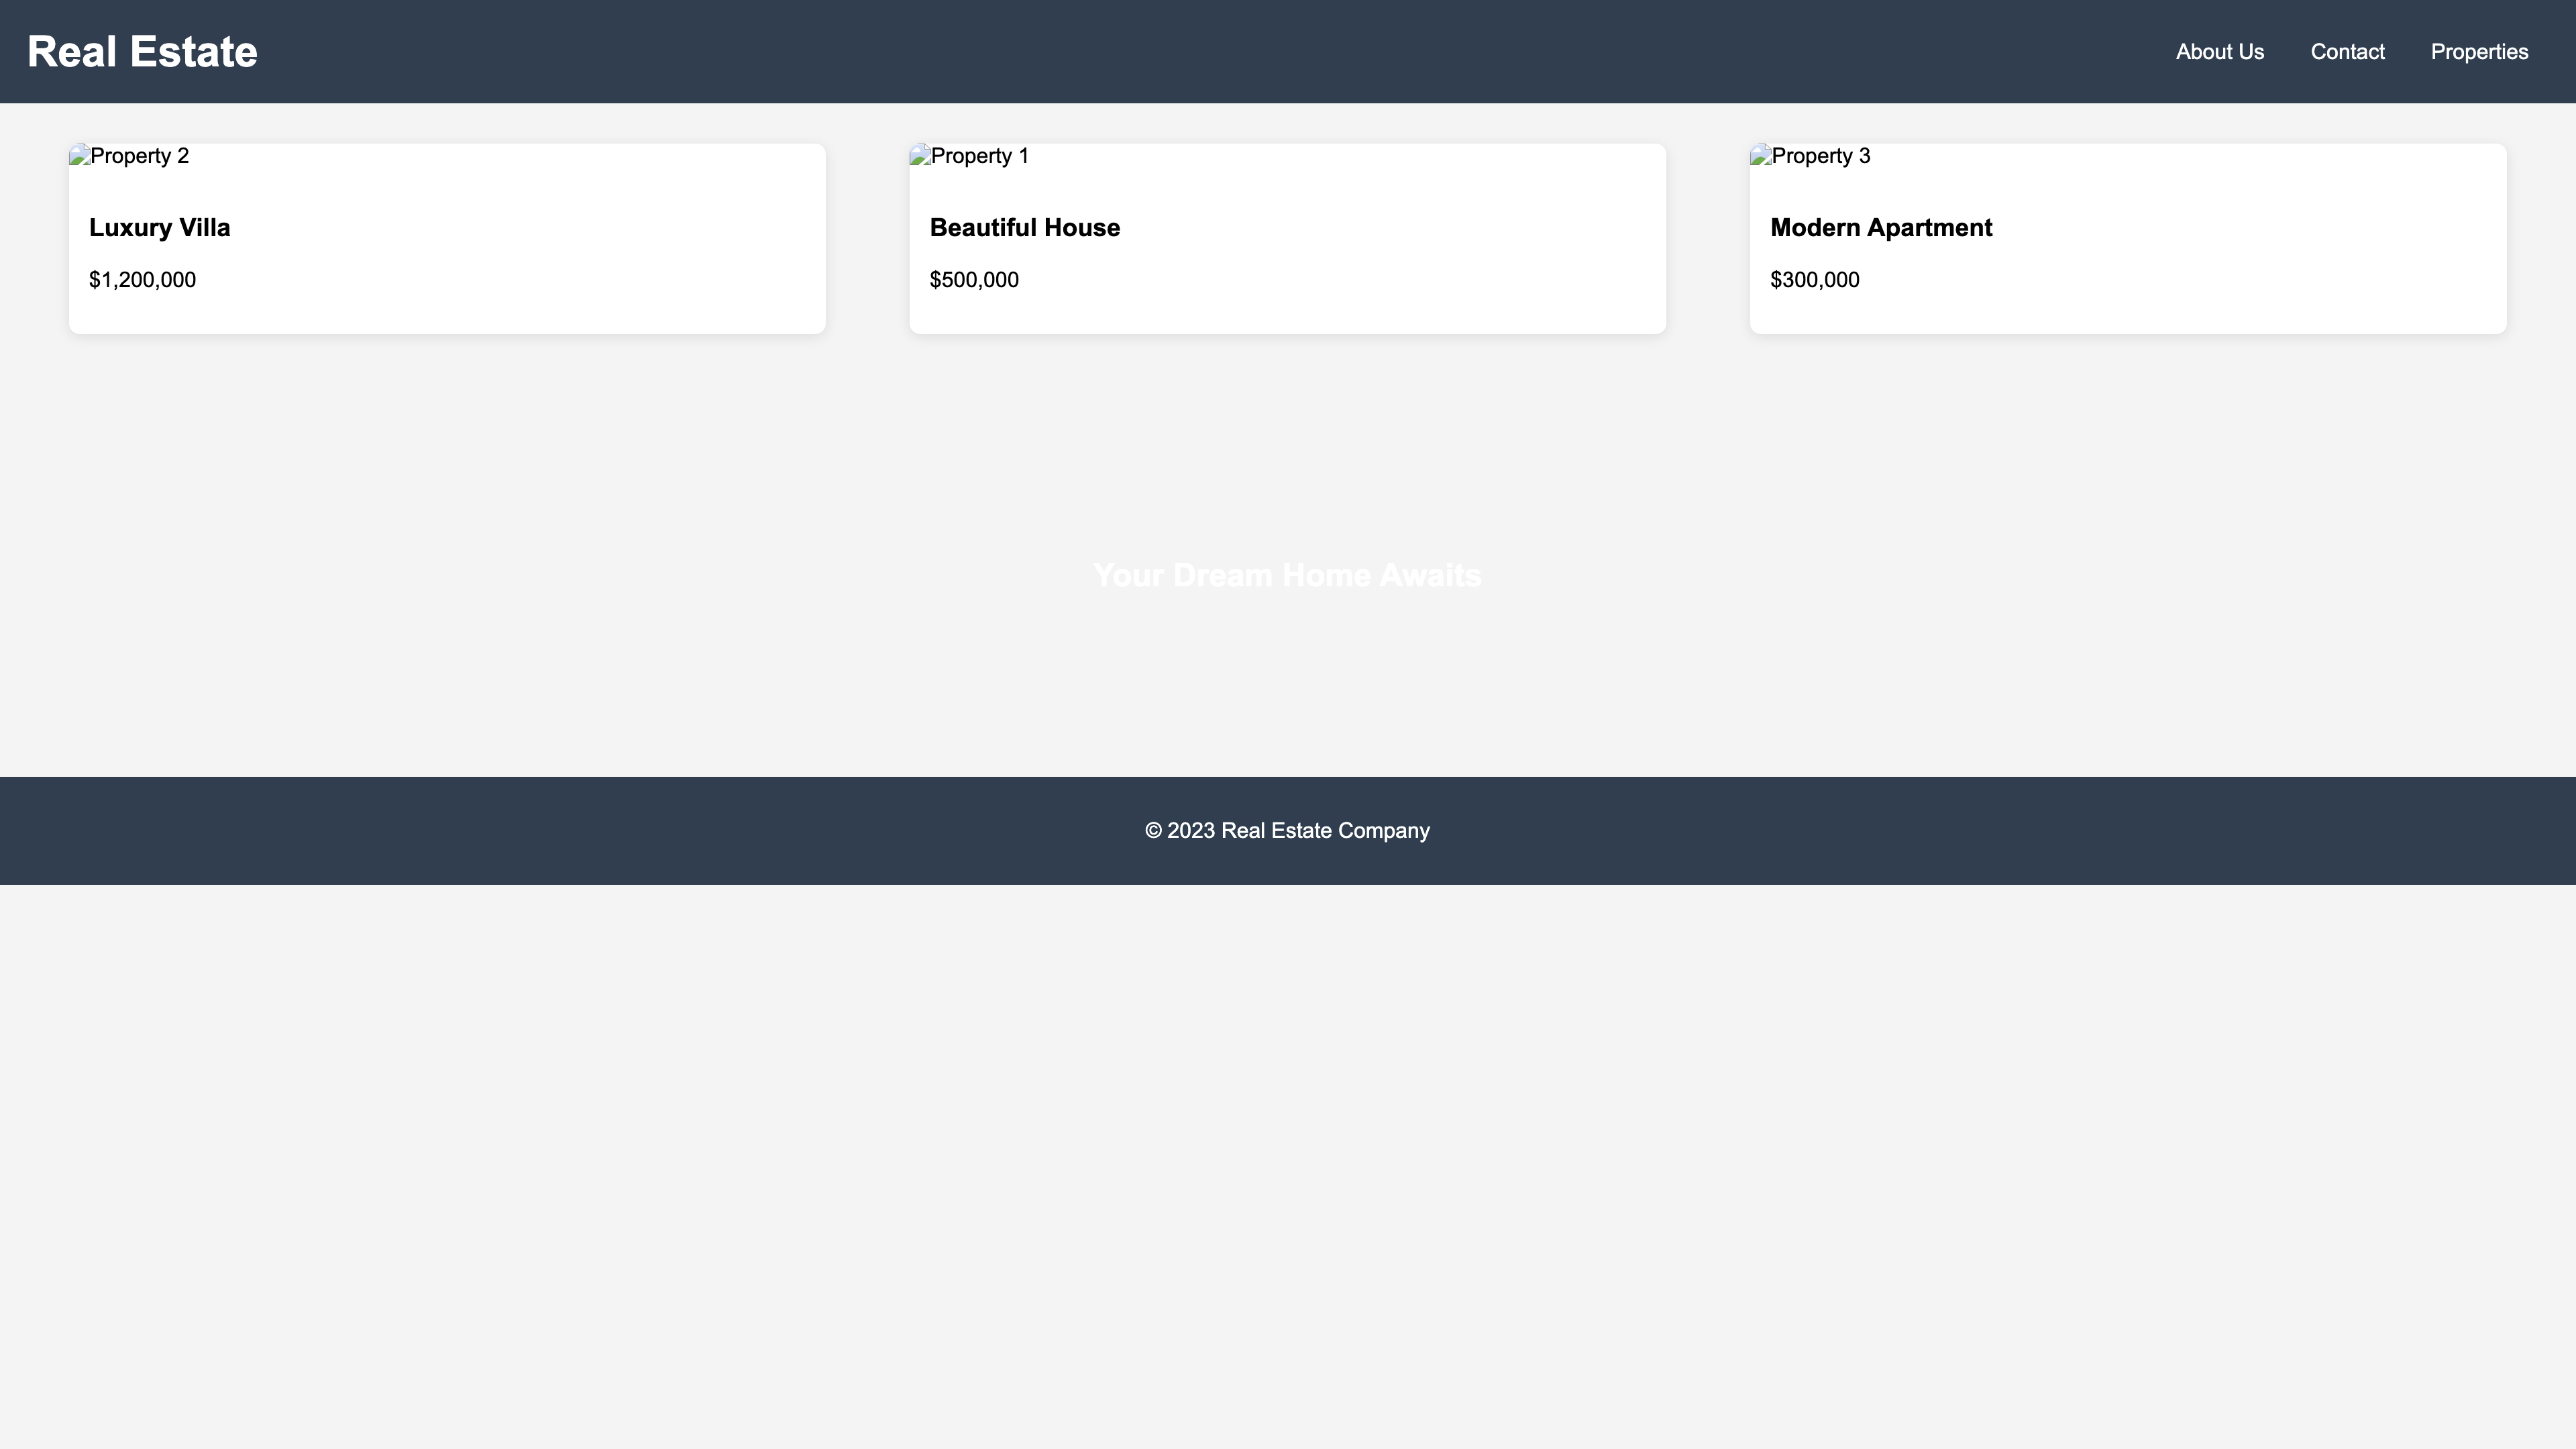 Real Estate
About Us
Contact
Properties
Property 2
Luxury Villa
$1,200,000
Property 1
Beautiful House
$500,000
Property 3
Modern Apartment
$300,000
Your Dream Home Awaits
© 2023 Real Estate Company